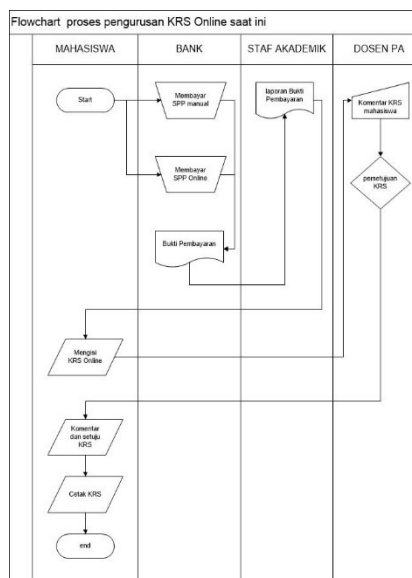 Flowchart proses pengurusan KRS Online saat ini
MAHASISWA
BANK
STAF AKADEMIK
DOSEN PA
Start
Membayar
SPP manual
laporan Bukti
Pembayaran
Komentar KRS
mahasiswa
Membayar
SPP Online
persetujuan
KRS
Bukti Pembayaran
Mengisi
KRS Online
Komentar
dan setuju
KRS
Cetak KRS
end